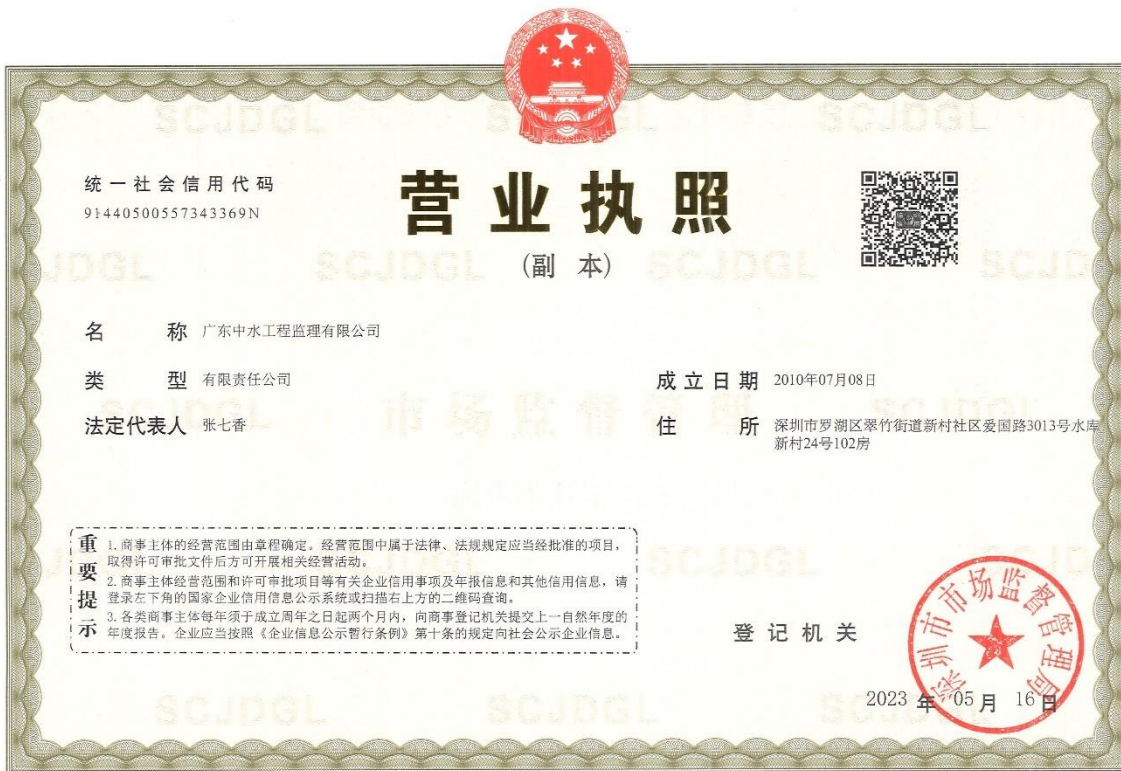 统一社会信用代码
91440500557343369N
营业执照
(副 本)
名 称 广东中水工程监理有限公司
类 型 有限责任公司
成立日期 2010年07月08日
法定代表人 张七香
住 所 深圳市罗湖区翠竹街道新村社区爱国路3013号水库
新村24号102房
重要提示
1.商事主体的经营范围由章程确定。经营范围中属于法律、法规规定应当经批准的项目，
取得许可审批文件后方可开展相关经营活动。
2.商事主体经营范围和许可审批项目等有关企业信用事项及年报信息和其他信用信息，请
登录左下角的国家企业信用信息公示系统或扫描右上方的二维码查询。
3.各类商事主体每年须于成立周年之日起两个月内，向商事登记机关提交上一自然年度的
年度报告。企业应当按照《企业信息公示暂行条例》第十条的规定向社会公示企业信息。
登记机关
深圳市市场监督管理局
2023 年 05 月 16 日
SCJDGL
市场监督管理